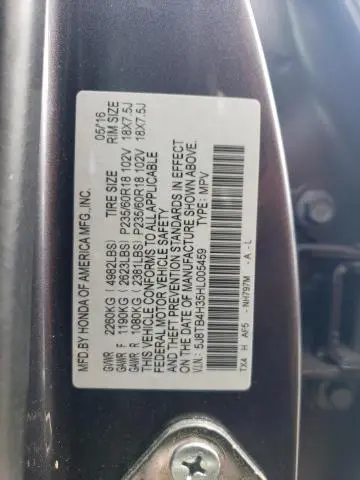 MFD.BY HONDA OF AMERICA MFG.,INC. 05/16
TIRE SIZE RIM SIZE
GVWR 2260KG (4982LBS)
GAWR F 1190KG (2623LBS) P235/60R18 102V 18X7.5J
GAWR R 1080KG (2381LBS) P235/60R18 102V 18X7.5J
THIS VEHICLE CONFORMS TO ALL APPLICABLE
FEDERAL MOTOR VEHICLE SAFETY
AND THEFT PREVENTION STANDARDS IN EFFECT
ON THE DATE OF MANUFACTURE SHOWN ABOVE.
V.I.N.: 5J8TB4H35HL005459 TYPE: MPV
TX4 H AF5 - NH797M - A - L